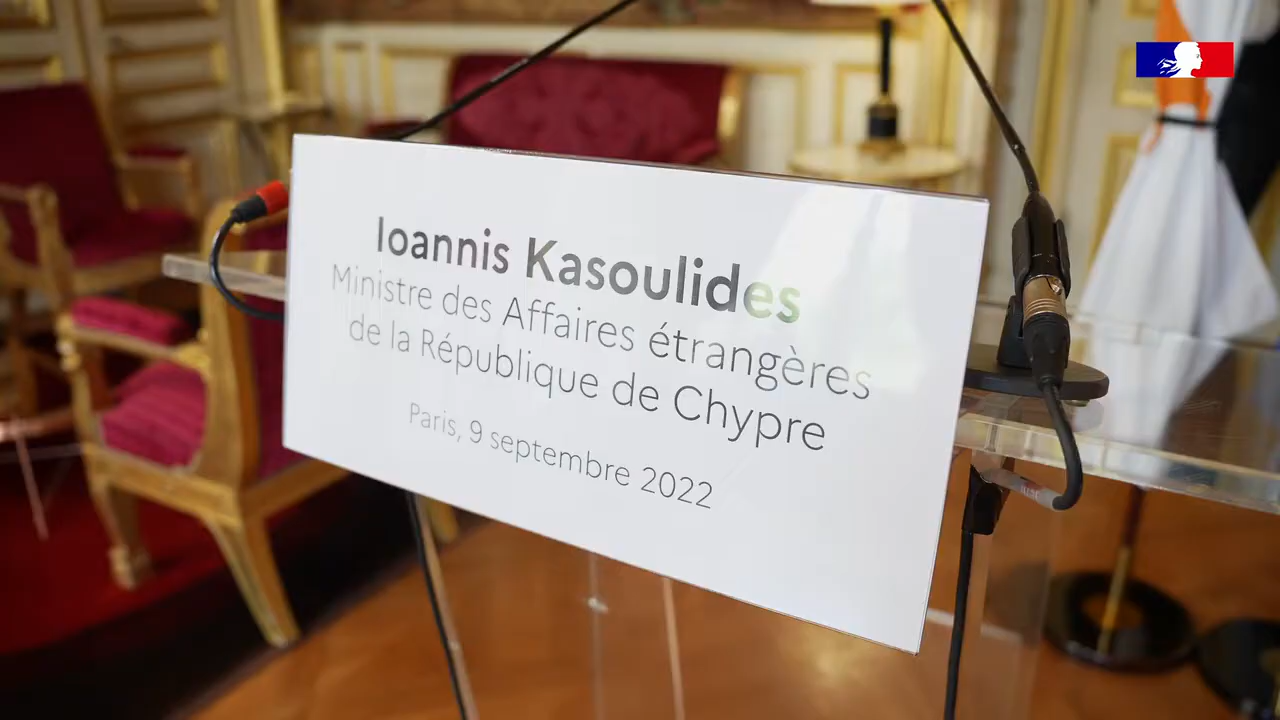 Ioannis Kasoulides
Ministre des Affaires étrangères
de la République de Chypre
Paris, 9 septembre 2022